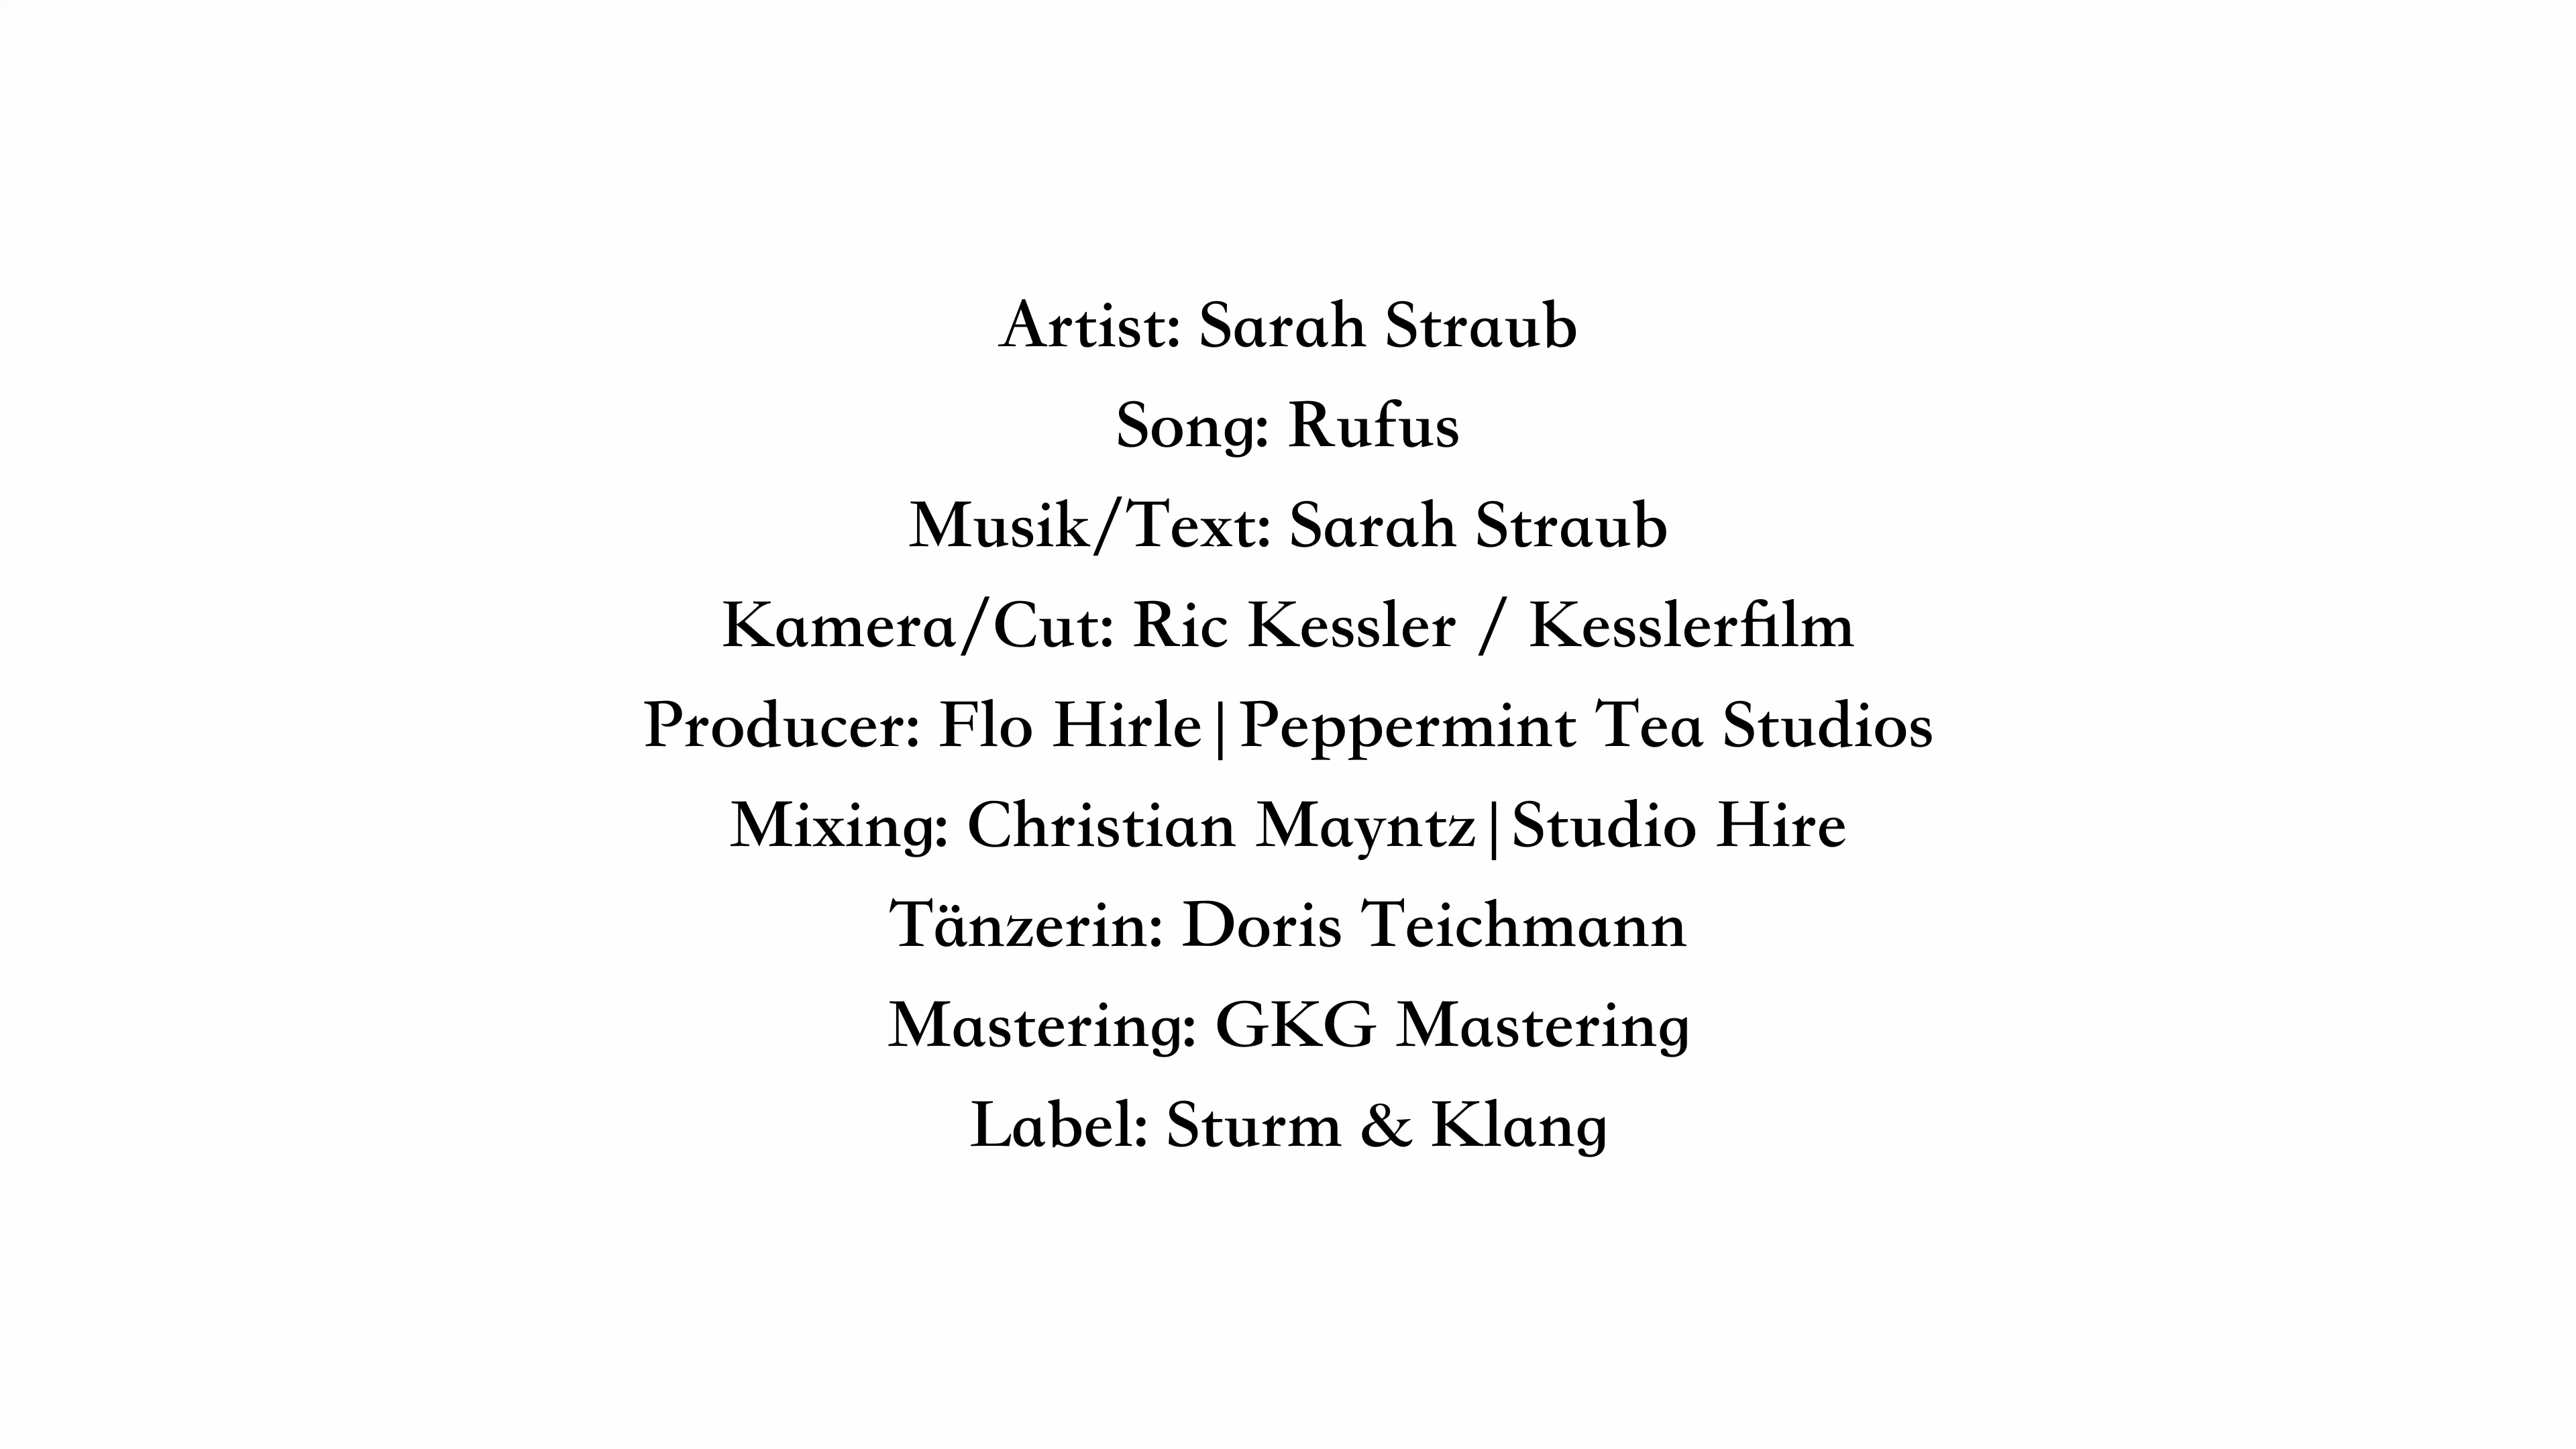 Artist: Sarah Straub
Song: Rufus
Musik/Text: Sarah Straub
Kamera/Cut: Ric Kessler / Kesslerfilm
Producer: Flo Hirle|Peppermint Tea Studios
Mixing: Christian Mayntz|Studio Hire
Tänzerin: Doris Teichmann
Mastering: GKG Mastering
Label: Sturm & Klang